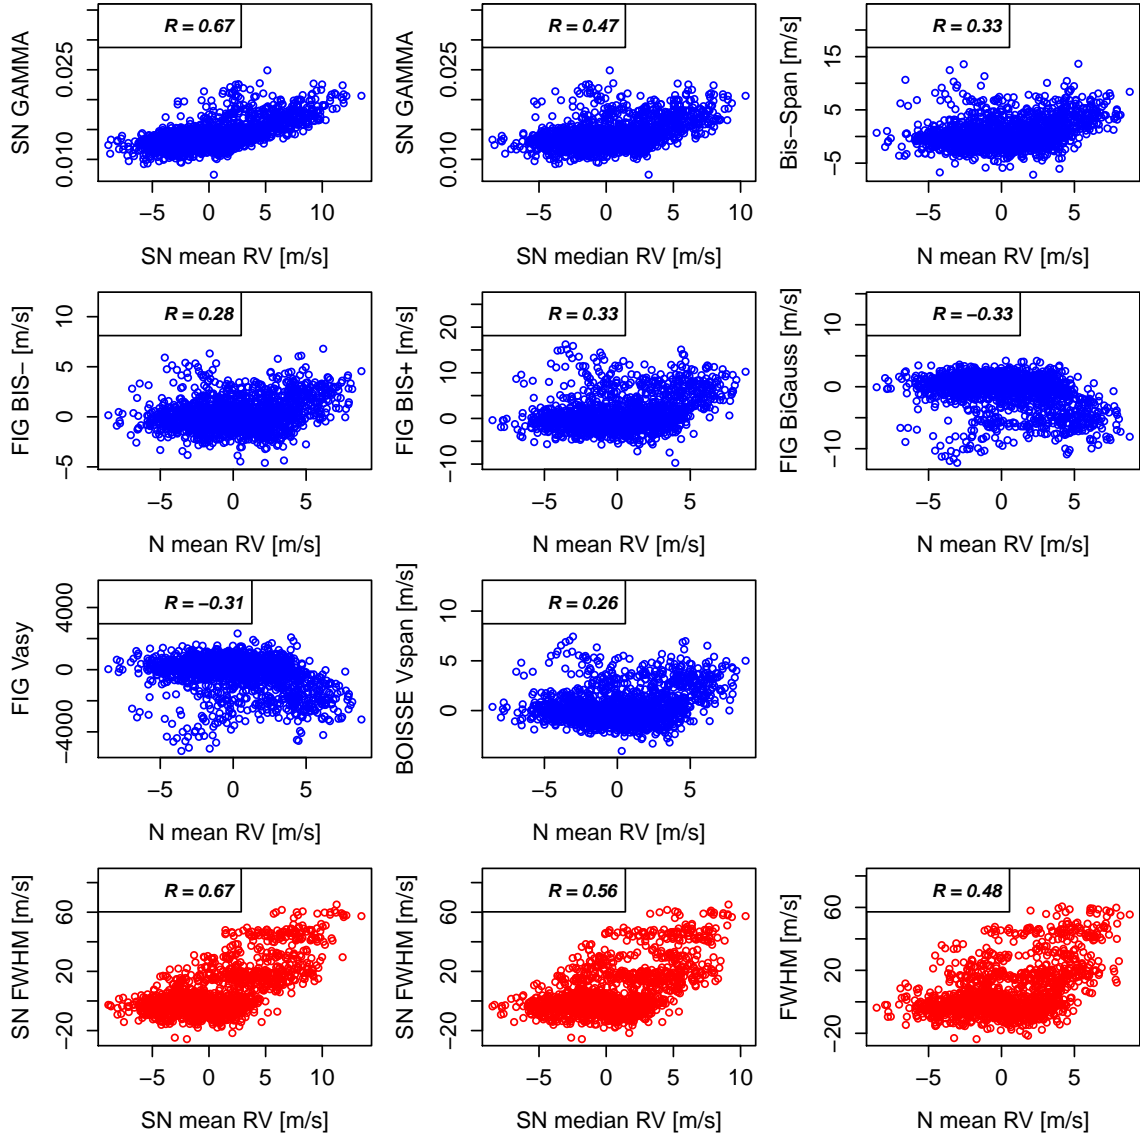 R = 0.67
SN GAMMA
0.010 0.025
−5 0 5 10
SN mean RV [m/s]
R = 0.47
SN GAMMA
0.010 0.025
−5 0 5 10
SN median RV [m/s]
R = 0.33
Bis−Span [m/s]
−5 5 15
−5 0 5
N mean RV [m/s]
R = 0.28
FIG BIS− [m/s]
−5 0 5 10
−5 0 5
N mean RV [m/s]
R = 0.33
FIG BIS+ [m/s]
−10 0 10 20
−5 0 5
N mean RV [m/s]
R = −0.33
FIG BiGauss [m/s]
−10 0 10
−5 0 5
N mean RV [m/s]
R = −0.31
FIG Vasy
−4000 0 4000
−5 0 5
N mean RV [m/s]
R = 0.26
BOISSE Vspan [m/s]
0 5 10
−5 0 5
N mean RV [m/s]
R = 0.67
SN FWHM [m/s]
−20 20 60
−5 0 5 10
SN mean RV [m/s]
R = 0.56
SN FWHM [m/s]
−20 20 60
−5 0 5 10
SN median RV [m/s]
R = 0.48
FWHM [m/s]
−20 20 60
−5 0 5
N mean RV [m/s]